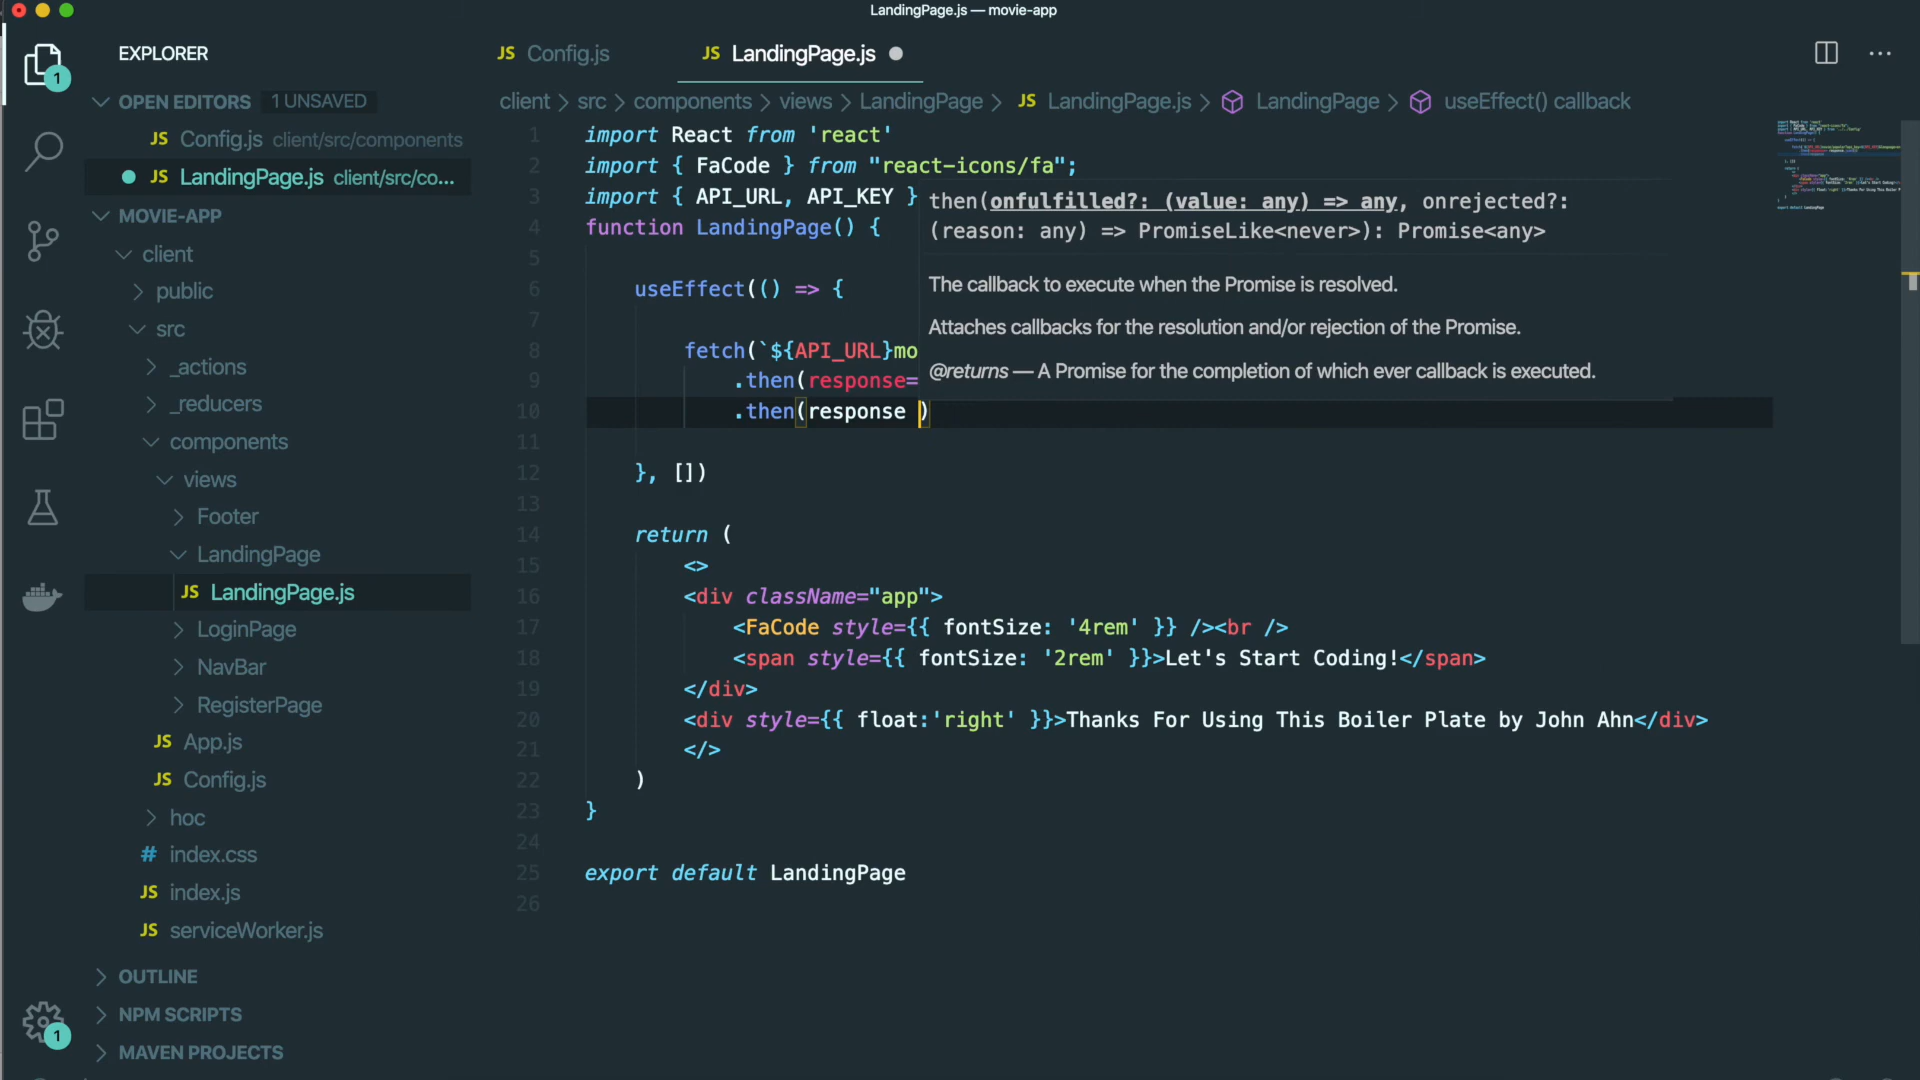 LandingPage.js — movie-app
EXPLORER
JS Config.js
JS LandingPage.js
OPEN EDITORS 1 UNSAVED
JS Config.js client/src/components
JS LandingPage.js client/src/co...
MOVIE-APP
client
public
src
_actions
_reducers
components
views
Footer
LandingPage
JS LandingPage.js
LoginPage
NavBar
RegisterPage
JS App.js
JS Config.js
hoc
# index.css
JS index.js
JS serviceWorker.js
OUTLINE
NPM SCRIPTS
MAVEN PROJECTS
1
1
client > src > components > views > LandingPage > JS LandingPage.js > LandingPage > useEffect() callback
1 import React from 'react'
2 import { FaCode } from "react-icons/fa";
3 import { API_URL, API_KEY }
4 function LandingPage() {
5
6 useEffect(() => {
7
8 fetch(`${API_URL}mo
9 .then(response=
10 .then(response )
11
12 }, [])
13
14 return (
15 <>
16 <div className="app">
17 <FaCode style={{ fontSize: '4rem' }} /><br />
18 <span style={{ fontSize: '2rem' }}>Let's Start Coding!</span>
19 </div>
20 <div style={{ float:'right' }}>Thanks For Using This Boiler Plate by John Ahn</div>
21 </>
22 )
23 }
24
25 export default LandingPage
26
then(onfulfilled?: (value: any) => any, onrejected?:
(reason: any) => PromiseLike<never>): Promise<any>
The callback to execute when the Promise is resolved.
Attaches callbacks for the resolution and/or rejection of the Promise.
@returns — A Promise for the completion of which ever callback is executed.